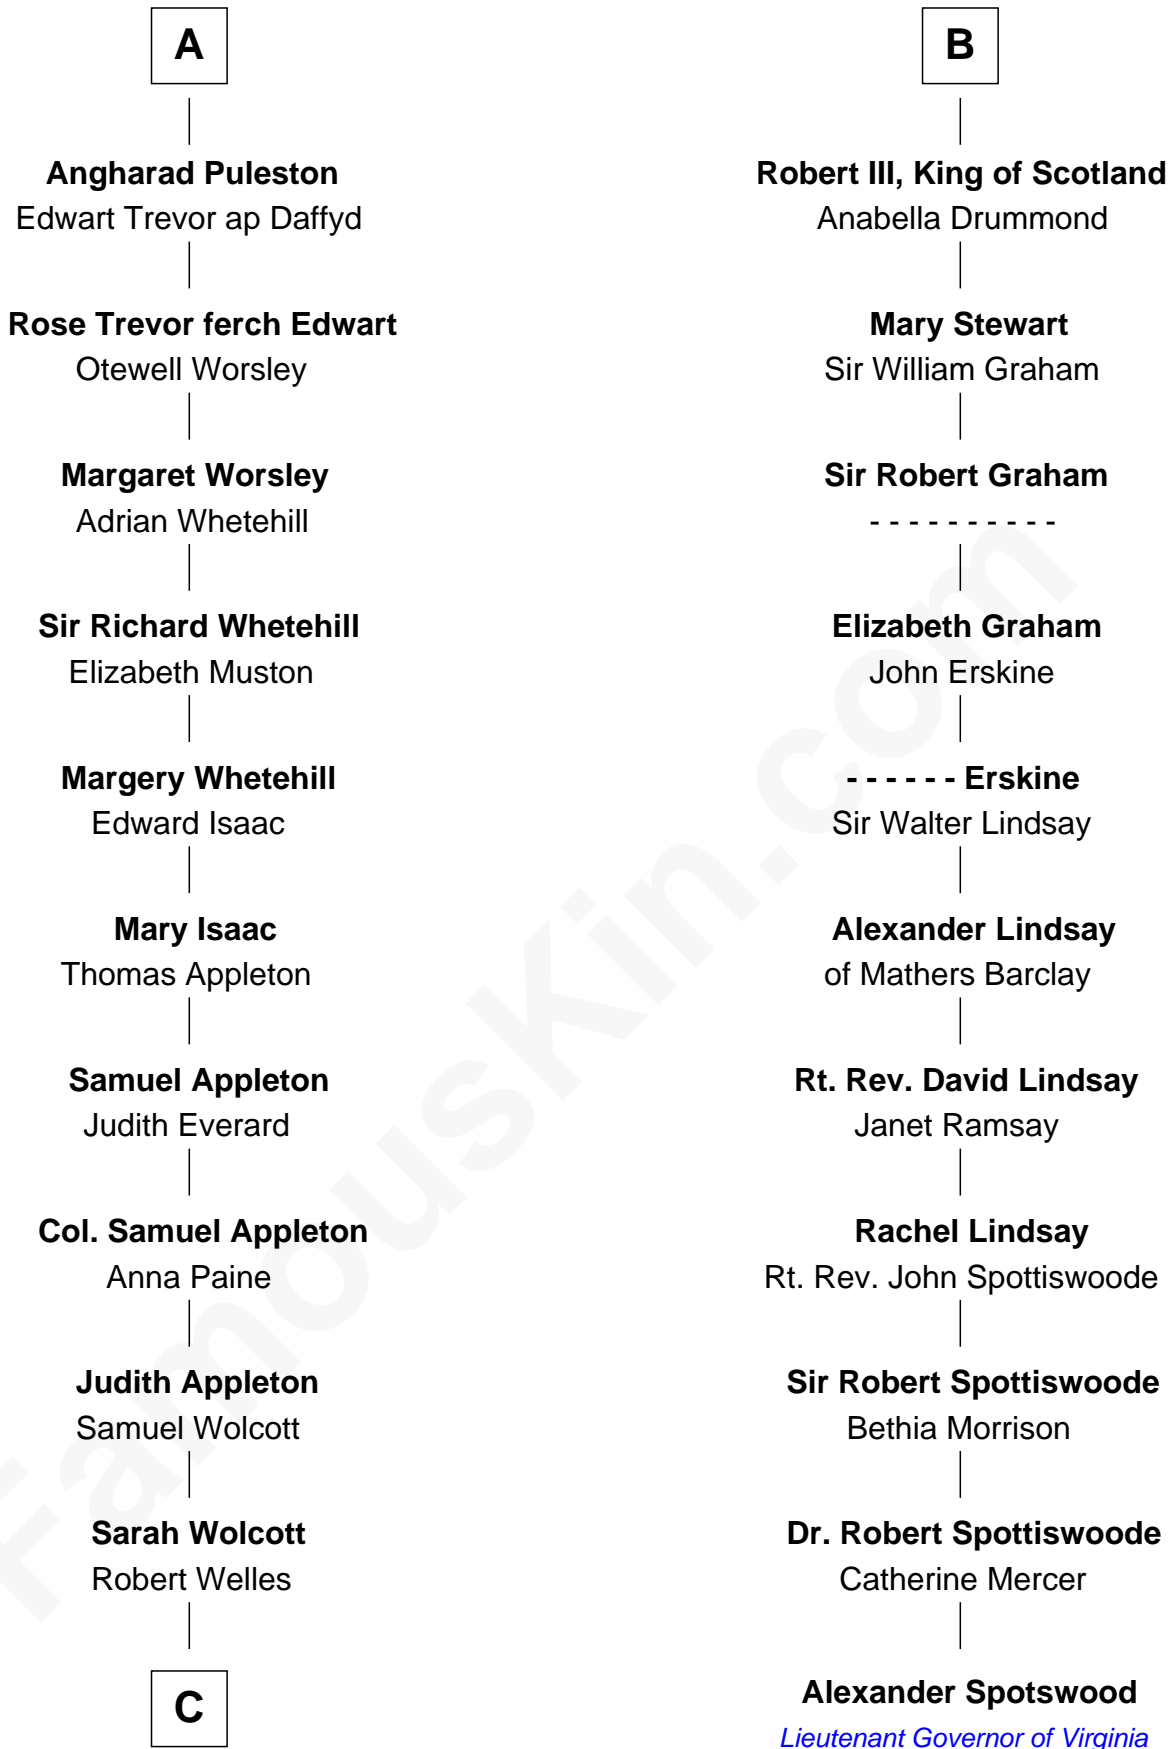 A
Angharad Puleston
Edwart Trevor ap Daffyd
Rose Trevor ferch Edwart
Otewell Worsley
Margaret Worsley
Adrian Whetehill
Sir Richard Whetehill
Elizabeth Muston
Margery Whetehill
Edward Isaac
Mary Isaac
Thomas Appleton
Samuel Appleton
Judith Everard
Col. Samuel Appleton
Anna Paine
Judith Appleton
Samuel Wolcott
Sarah Wolcott
Robert Welles
C
B
Robert III, King of Scotland
Anabella Drummond
Mary Stewart
Sir William Graham
Sir Robert Graham
- - - - - - - - - -
Elizabeth Graham
John Erskine
- - - - - - Erskine
Sir Walter Lindsay
Alexander Lindsay
of Mathers Barclay
Rt. Rev. David Lindsay
Janet Ramsay
Rachel Lindsay
Rt. Rev. John Spottiswoode
Sir Robert Spottiswoode
Bethia Morrison
Dr. Robert Spottiswoode
Catherine Mercer
Alexander Spotswood
Lieutenant Governor of Virginia
FamousKin.com